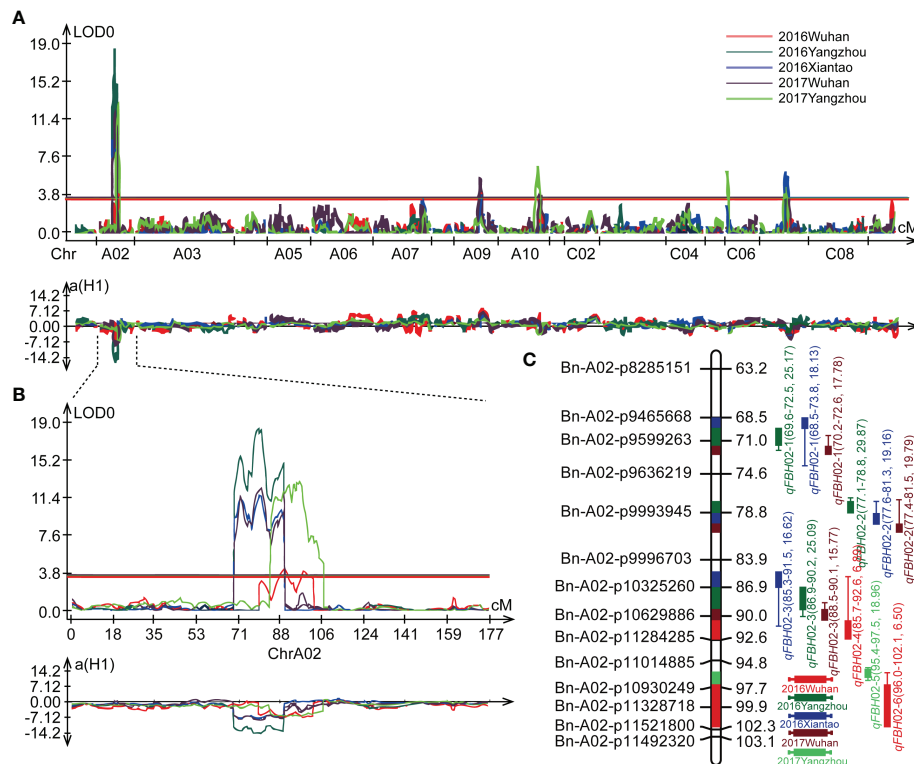 A
LOD0
19.0
15.2
11.4
7.6
3.8
0.0
2016Wuhan
2016Yangzhou
2016Xiantao
2017Wuhan
2017Yangzhou
cM
Chr A02 A03 A05 A06 A07 A09 A10 C02 C04 C06 C08
a(H1)
14.2
7.12
0.00
-7.12
-14.2
B
LOD0
19.0
15.2
11.4
7.6
3.8
0.0
cM
0 18 35 53 71 88 106 124 141 159 177
ChrA02
a(H1)
14.2
7.12
0.00
-7.12
-14.2
C
Bn-A02-p8285151 63.2
Bn-A02-p9465668 68.5
Bn-A02-p9599263 71.0
Bn-A02-p9636219 74.6
Bn-A02-p9993945 78.8
Bn-A02-p9996703 83.9
Bn-A02-p10325260 86.9
Bn-A02-p10629886 90.0
Bn-A02-p11284285 92.6
Bn-A02-p11014885 94.8
Bn-A02-p10930249 97.7
Bn-A02-p11328718 99.9
Bn-A02-p11521800 102.3
Bn-A02-p11492320 103.1
qFBH02-1(69.6-72.5, 25.17)
qFBH02-1(68.5-73.8, 18.13)
qFBH02-1(70.2-72.6, 17.78)
qFBH02-2(77.1-78.8, 29.87)
qFBH02-2(77.6-81.3, 19.16)
qFBH02-2(77.4-81.5, 19.79)
qFBH02-3(85.3-91.5, 16.62)
qFBH02-3(86.9-90.2, 25.09)
qFBH02-3(88.5-90.1, 15.77)
qFBH02-4(85.7-92.6,
qFBH02-5(95.4-97.5, 18.96)
qFBH02-6(96.0-102.1, 6.50)
2016Wuhan
2016Yangzhou
2016Xiantao
2017Wuhan
2017Yangzhou